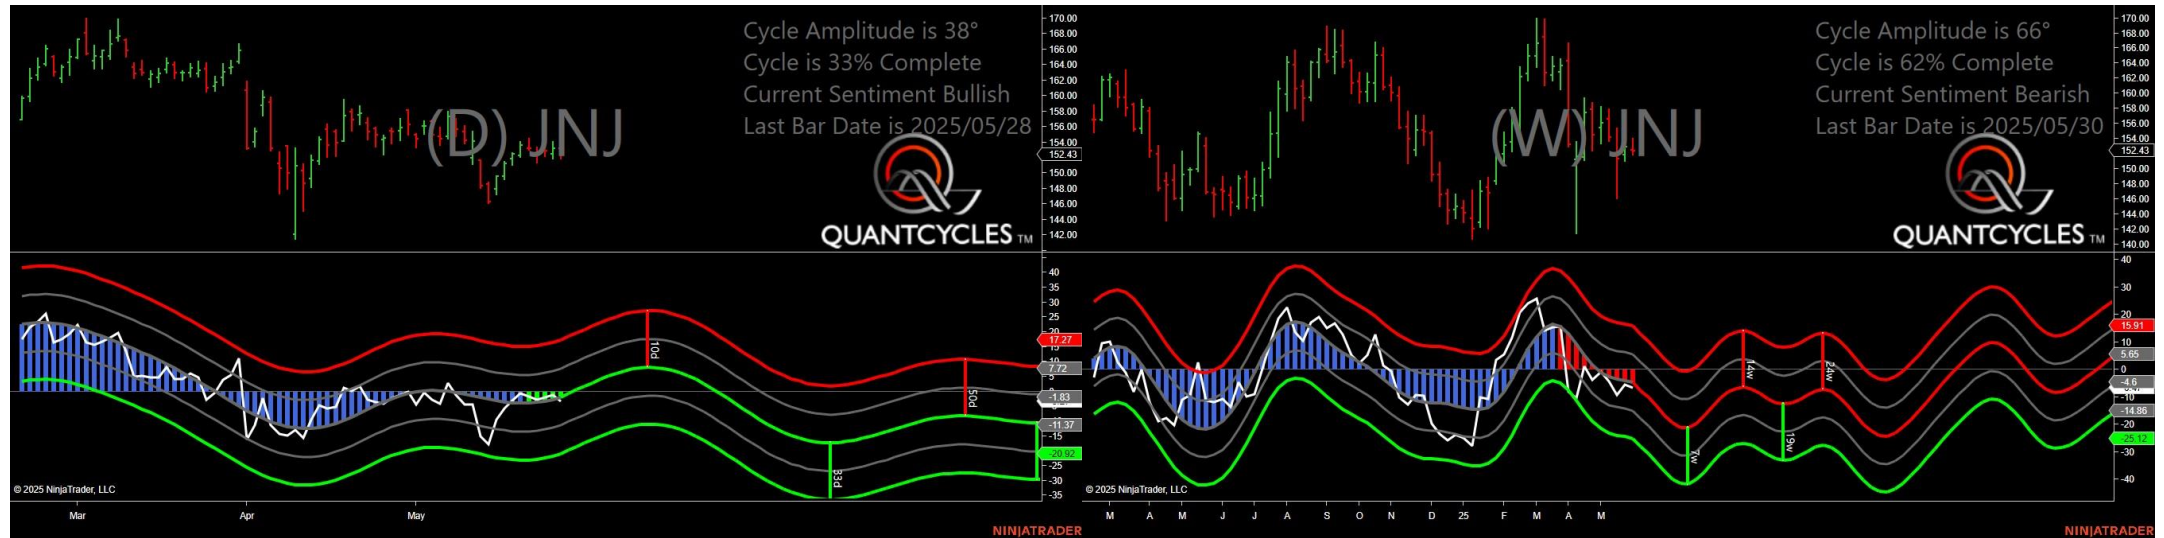 Cycle Amplitude is 38°
Cycle is 33% Complete
Current Sentiment Bullish
Last Bar Date is 2025/05/28
(D) JNJ
QUANTCYCLES TM
170.00
168.00
166.00
164.00
162.00
160.00
158.00
156.00
154.00
152.43
150.00
148.00
146.00
144.00
142.00
40
35
30
25
20
17.27
15
7.72
5
-1.83
-11.37
-15
-20.92
-25
-30
-35
10d
33d
50d
© 2025 NinjaTrader, LLC
Mar
Apr
May
NINJATRADER
Cycle Amplitude is 66°
Cycle is 62% Complete
Current Sentiment Bearish
Last Bar Date is 2025/05/30
(W) JNJ
QUANTCYCLES TM
170.00
168.00
166.00
164.00
162.00
160.00
158.00
156.00
154.00
152.43
150.00
148.00
146.00
144.00
142.00
140.00
40
30
20
15.91
10
5.65
0
-4.6
-10
-14.86
-20
-25.12
-30
-40
7w
14w
19w
24w
© 2025 NinjaTrader, LLC
M A M J J A S O N D 25 F M A M
NINJATRADER